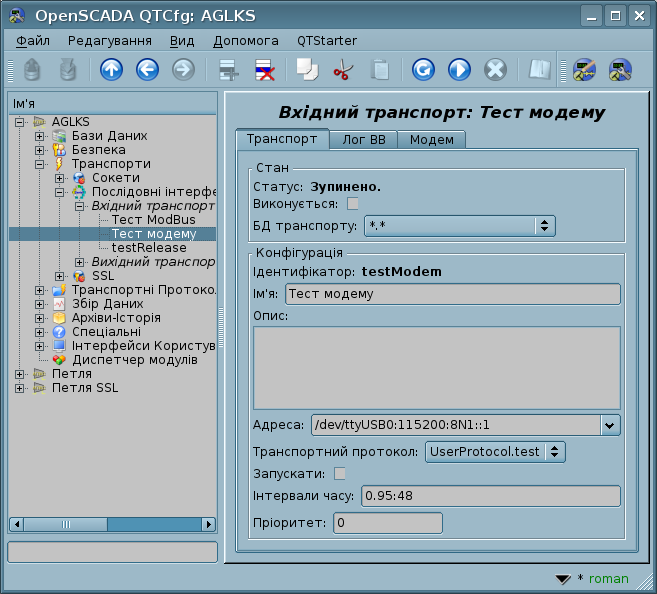 OpenSCADA QTCfg: AGLKS
Файл Редагування Вид Допомога QTStarter
Ім'я
AGLKS
Бази Даних
Безпека
Транспорти
Сокети
Послідовні інтерфе
Вхідний транспорт
Тест ModBus
Тест модему
testRelease
Вихідний транспор
SSL
Транспортні Протоко
Збір Даних
Архіви-Історія
Спеціальні
Інтерфейси Користув
Диспетчер модулів
Петля
Петля SSL
Вхідний транспорт: Тест модему
Транспорт Лог ВВ Модем
Стан
Статус: Зупинено.
Виконується:
БД транспорту: *.*
Конфігурація
Ідентифікатор: testModem
Ім'я: Тест модему
Опис:
Адреса: /dev/ttyUSB0:115200:8N1::1
Транспортний протокол: UserProtocol.test
Запускати:
Інтервали часу: 0.95:48
Пріоритет: 0
* roman